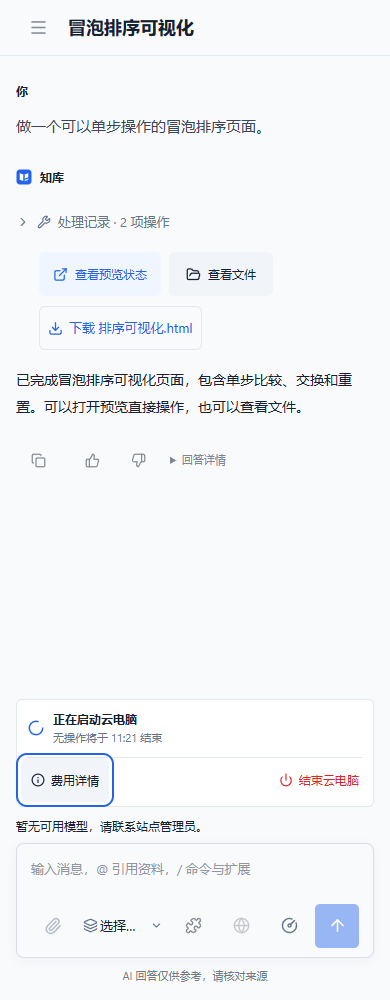 冒泡排序可视化
你
做一个可以单步操作的冒泡排序页面。
知库
处理记录 · 2 项操作
查看预览状态
查看文件
下载 排序可视化.html
已完成冒泡排序可视化页面，包含单步比较、交换和重
置。可以打开预览直接操作，也可以查看文件。
回答详情
正在启动云电脑
无操作将于 11:21 结束
费用详情
结束云电脑
暂无可用模型，请联系站点管理员。
输入消息，@ 引用资料，/ 命令与扩展
选择...
AI 回答仅供参考，请核对来源